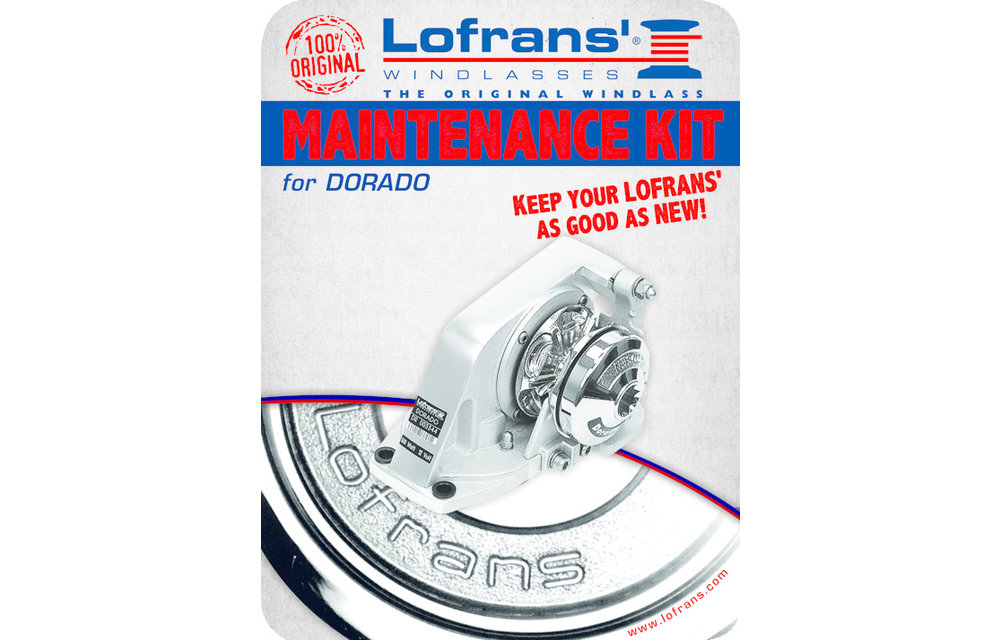 100%
ORIGINAL
Lofrans'®
WINDLASSES
THE ORIGINAL WINDLASS
MAINTENANCE KIT
for DORADO
KEEP YOUR LOFRANS'
AS GOOD AS NEW!
Lofrans'
DORADO
Lofrans
www.lofrans.com